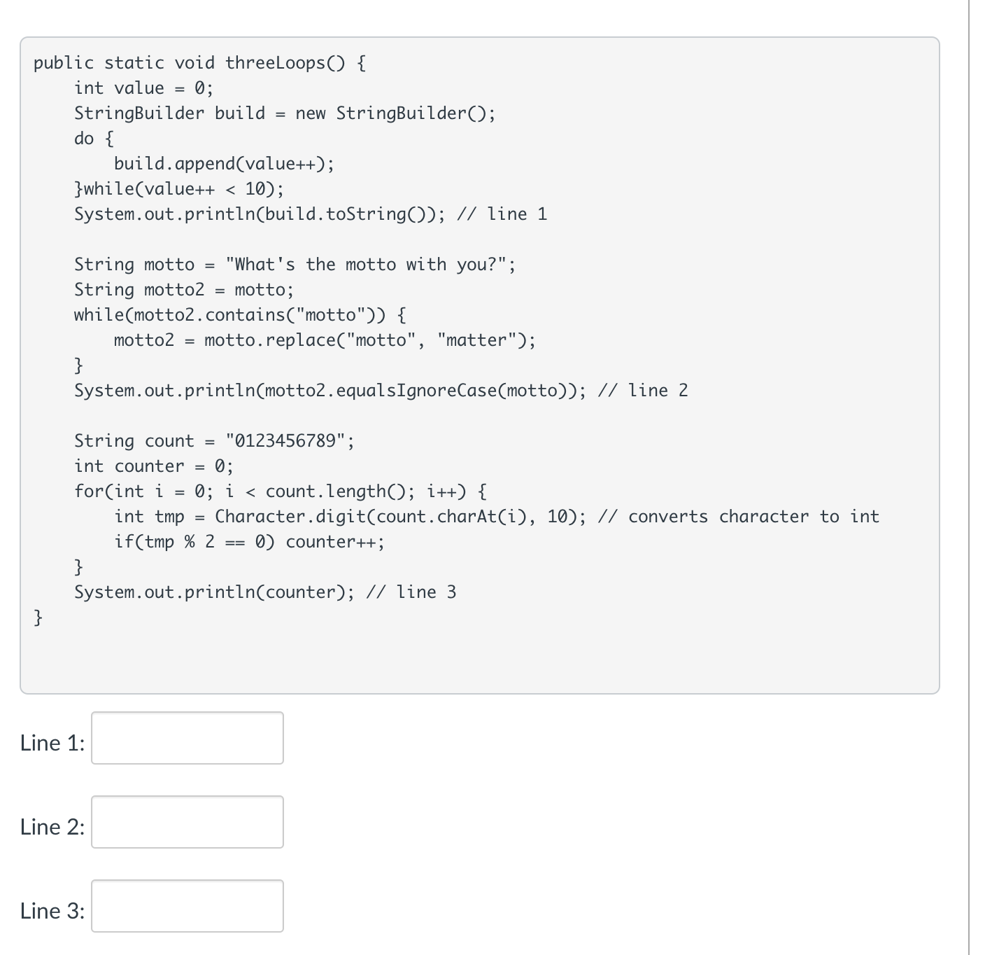 public static void threeLoops() {
    int value = 0;
    StringBuilder build = new StringBuilder();
    do {
        build.append(value++);
    }while(value++ < 10);
    System.out.println(build.toString()); // line 1

    String motto = "What's the motto with you?";
    String motto2 = motto;
    while(motto2.contains("motto")) {
        motto2 = motto.replace("motto", "matter");
    }
    System.out.println(motto2.equalsIgnoreCase(motto)); // line 2

    String count = "0123456789";
    int counter = 0;
    for(int i = 0; i < count.length(); i++) {
        int tmp = Character.digit(count.charAt(i), 10); // converts character to int
        if(tmp % 2 == 0) counter++;
    }
    System.out.println(counter); // line 3
}
Line 1:
Line 2:
Line 3: